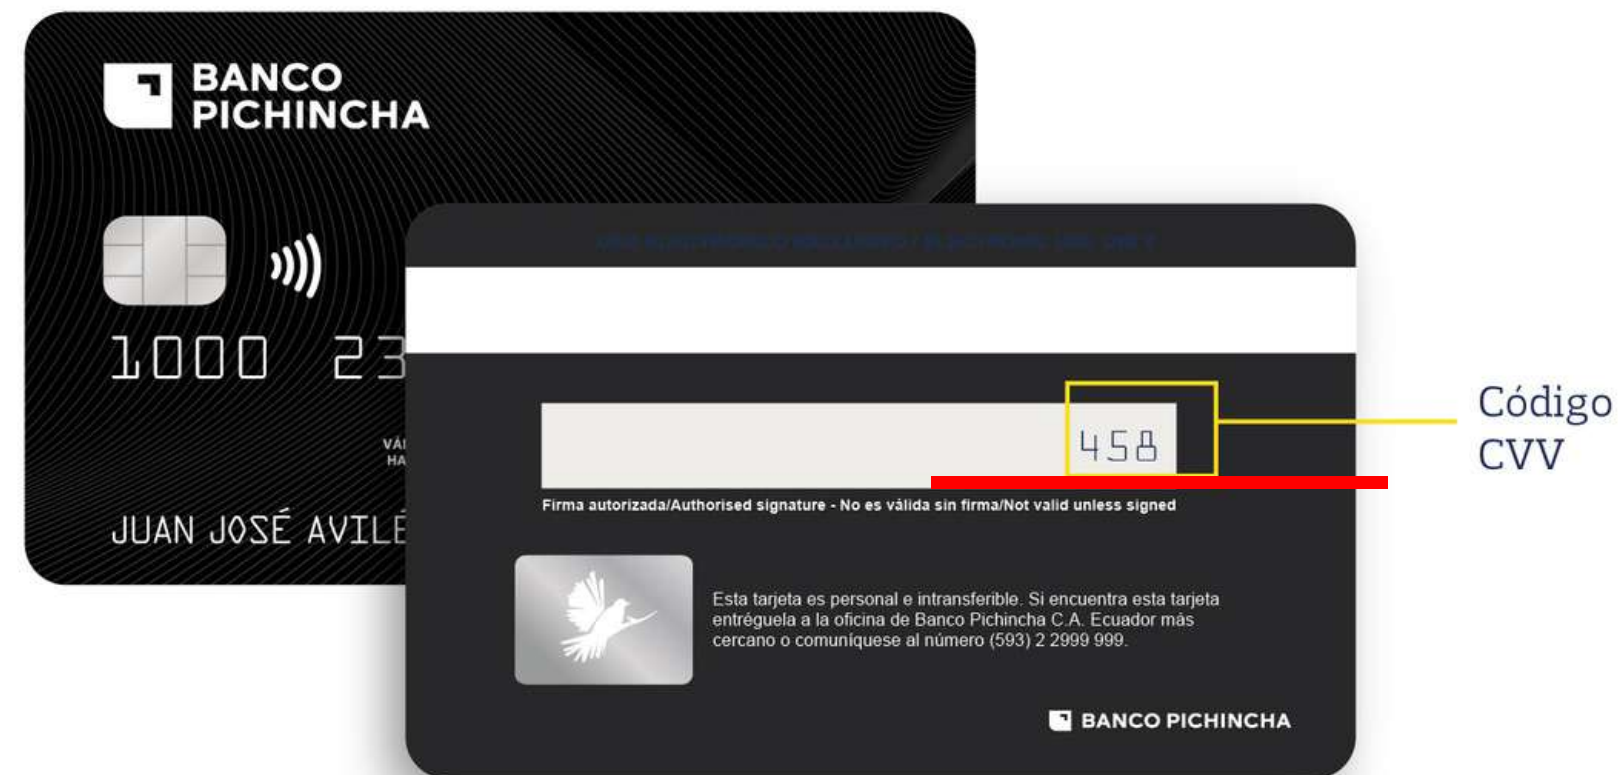 BANCO
PICHINCHA
1000 23
VÁL
HA
JUAN JOSÉ AVILÉ
458
Código
CVV
Firma autorizada/Authorised signature - No es válida sin firma/Not valid unless signed
Esta tarjeta es personal e intransferible. Si encuentra esta tarjeta
entréguela a la oficina de Banco Pichincha C.A. Ecuador más
cercano o comuníquese al número (593) 2 2999 999.
BANCO PICHINCHA